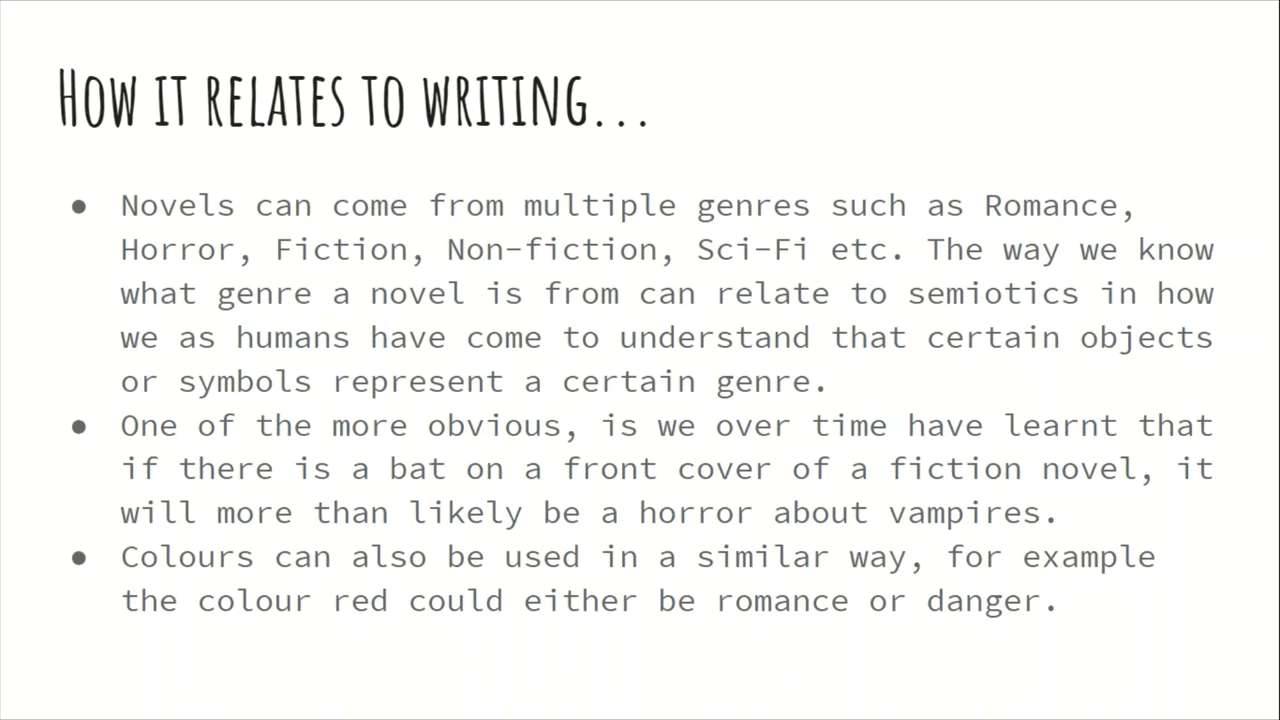 How it relates to writing...
● Novels can come from multiple genres such as Romance,
Horror, Fiction, Non-fiction, Sci-Fi etc. The way we know
what genre a novel is from can relate to semiotics in how
we as humans have come to understand that certain objects
or symbols represent a certain genre.
● One of the more obvious, is we over time have learnt that
if there is a bat on a front cover of a fiction novel, it
will more than likely be a horror about vampires.
● Colours can also be used in a similar way, for example
the colour red could either be romance or danger.